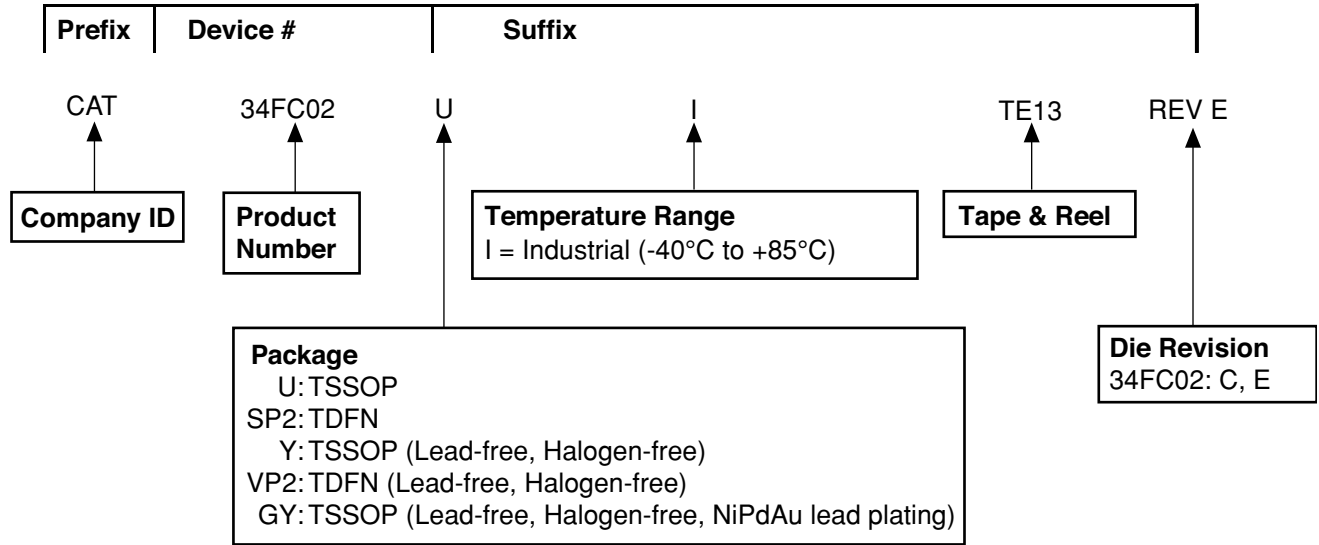 Prefix Device # Suffix
CAT 34FC02 U I TE13 REV E
Company ID
Product
Number
Temperature Range
I = Industrial (-40°C to +85°C)
Tape & Reel
Package
U: TSSOP
SP2: TDFN
Y: TSSOP (Lead-free, Halogen-free)
VP2: TDFN (Lead-free, Halogen-free)
GY: TSSOP (Lead-free, Halogen-free, NiPdAu lead plating)
Die Revision
34FC02: C, E